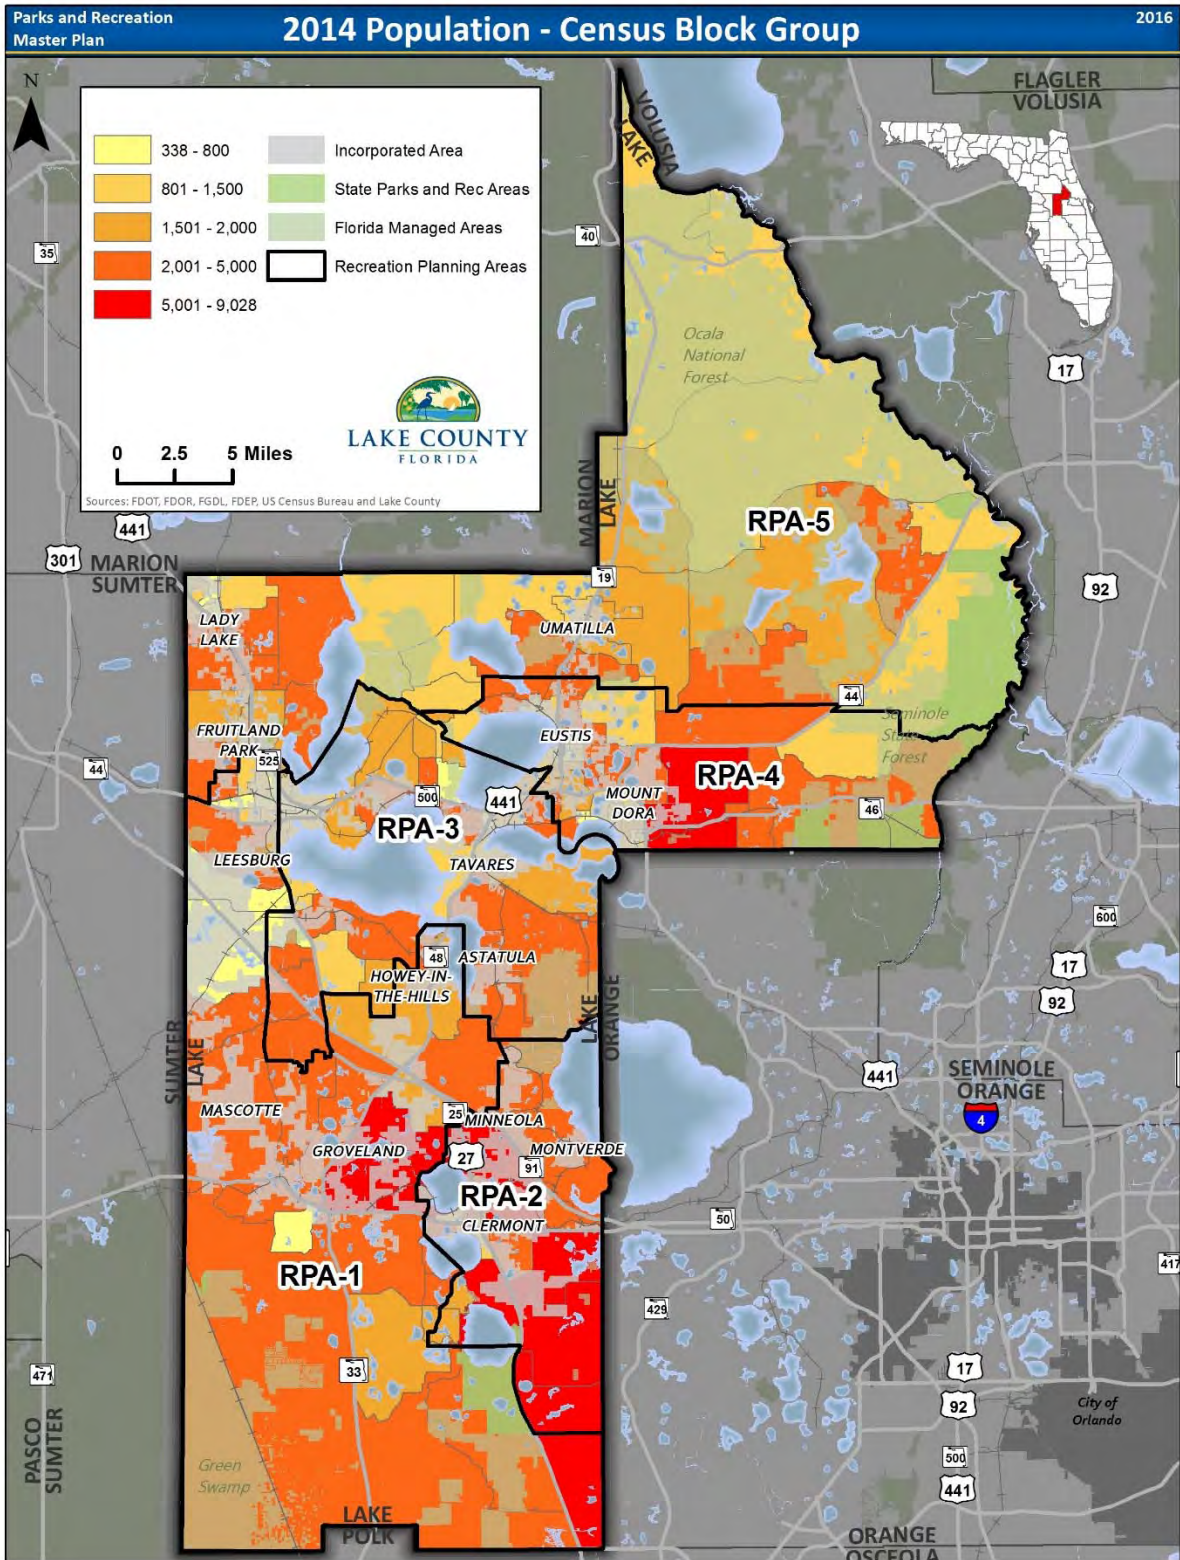 Parks and Recreation
Master Plan
2014 Population - Census Block Group
2016
N
338 - 800
801 - 1,500
1,501 - 2,000
2,001 - 5,000
5,001 - 9,028
Incorporated Area
State Parks and Rec Areas
Florida Managed Areas
Recreation Planning Areas
LAKE COUNTY
FLORIDA
0 2.5 5 Miles
Sources: FDOT, FDOR, FGDL, FDEP, US Census Bureau and Lake County
FLAGLER
VOLUSIA
VOLUSIA
LAKE
35
40
17
Ocala
National
Forest
MARION
LAKE
441
301
MARION
SUMTER
19
92
RPA-5
LADY
LAKE
UMATILLA
44
Seminole
State
Forest
FRUITLAND
PARK
525
44
EUSTIS
RPA-4
500
441
MOUNT
DORA
46
RPA-3
LEESBURG
TAVARES
600
48
ASTATULA
HOWEY-IN-
THE-HILLS
17
92
LAKE
ORANGE
SUMTER
LAKE
441
SEMINOLE
ORANGE
4
MASCOTTE
25
MINNEOLA
GROVELAND
27
91
MONTVERDE
RPA-2
CLERMONT
50
RPA-1
417
429
33
471
17
92
City of
Orlando
PASCO
SUMTER
Green
Swamp
500
441
LAKE
POLK
ORANGE
OSCEOLA